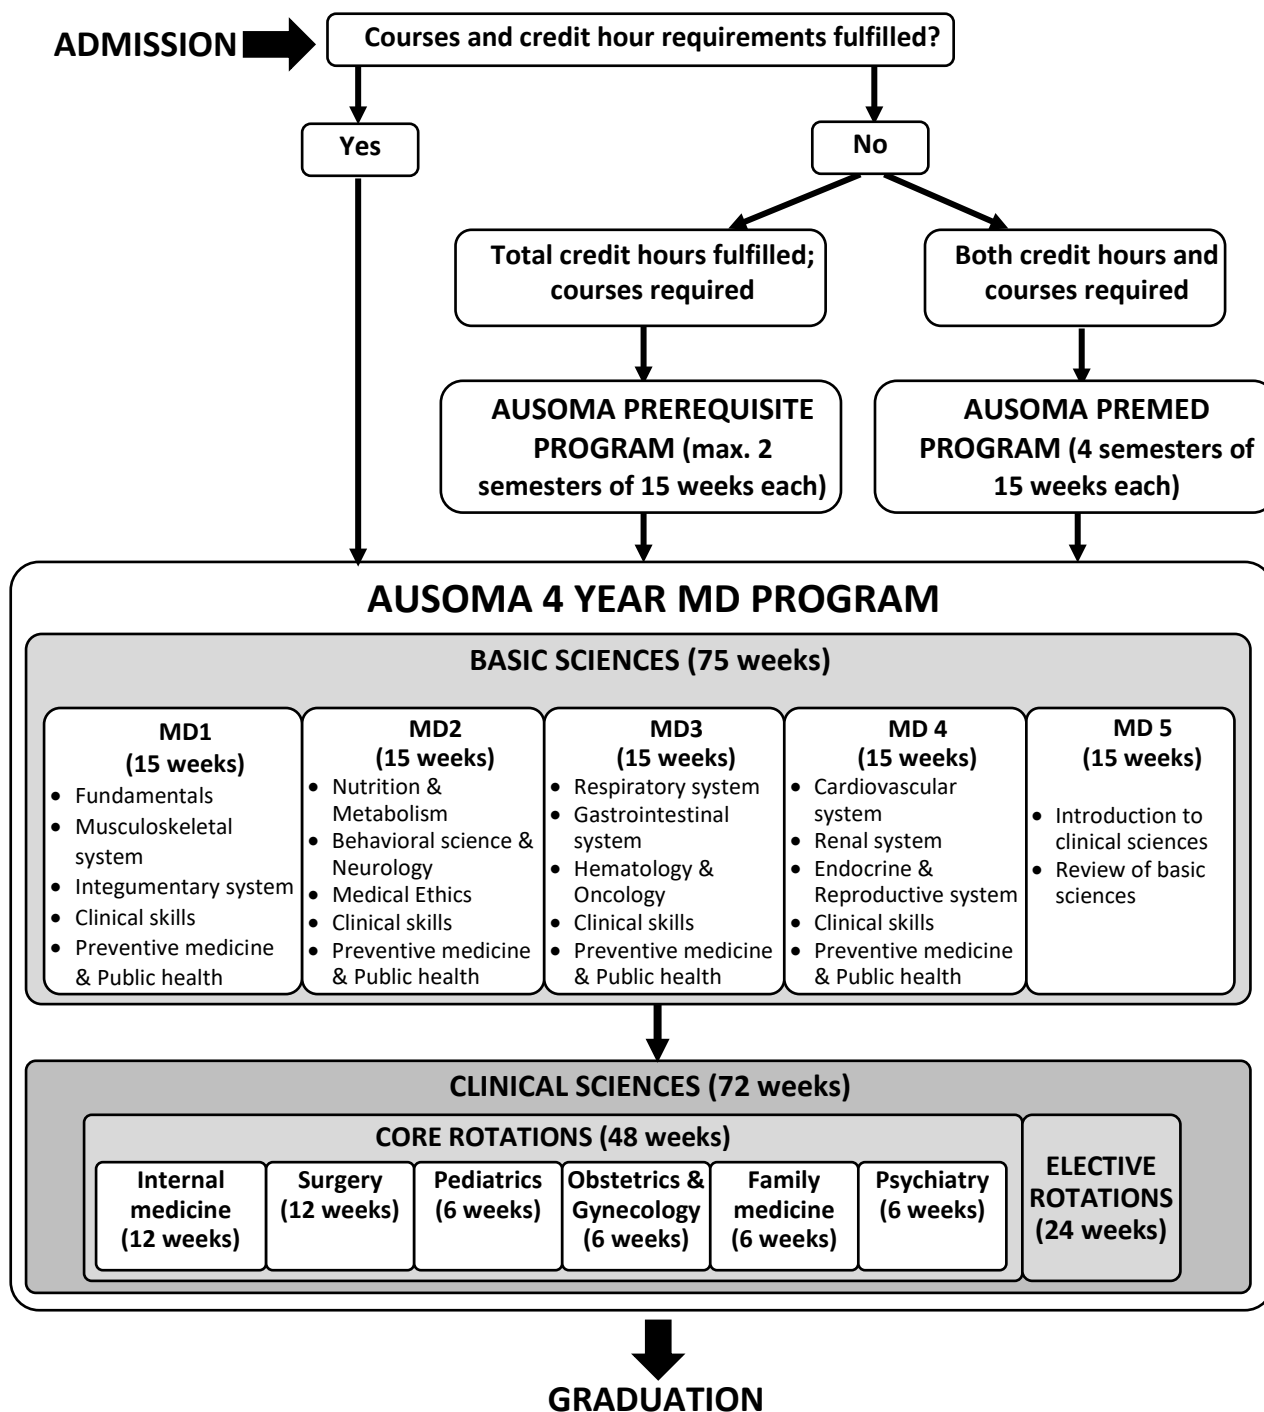 ADMISSION
Courses and credit hour requirements fulfilled?
Yes
No
Total credit hours fulfilled;
courses required
Both credit hours and
courses required
AUSOMA PREREQUISITE
PROGRAM (max. 2
semesters of 15 weeks each)
AUSOMA PREMED
PROGRAM (4 semesters of
15 weeks each)
AUSOMA 4 YEAR MD PROGRAM
BASIC SCIENCES (75 weeks)
MD1
(15 weeks)
• Fundamentals
• Musculoskeletal
system
• Integumentary system
• Clinical skills
• Preventive medicine
& Public health
MD2
(15 weeks)
• Nutrition &
Metabolism
• Behavioral science &
Neurology
• Medical Ethics
• Clinical skills
• Preventive medicine
& Public health
MD3
(15 weeks)
• Respiratory system
• Gastrointestinal
system
• Hematology &
Oncology
• Clinical skills
• Preventive medicine
& Public health
MD 4
(15 weeks)
• Cardiovascular
system
• Renal system
• Endocrine &
Reproductive system
• Clinical skills
• Preventive medicine
& Public health
MD 5
(15 weeks)
• Introduction to
clinical sciences
• Review of basic
sciences
CLINICAL SCIENCES (72 weeks)
CORE ROTATIONS (48 weeks)
Internal
medicine
(12 weeks)
Surgery
(12 weeks)
Pediatrics
(6 weeks)
Obstetrics &
Gynecology
(6 weeks)
Family
medicine
(6 weeks)
Psychiatry
(6 weeks)
ELECTIVE
ROTATIONS
(24 weeks)
GRADUATION